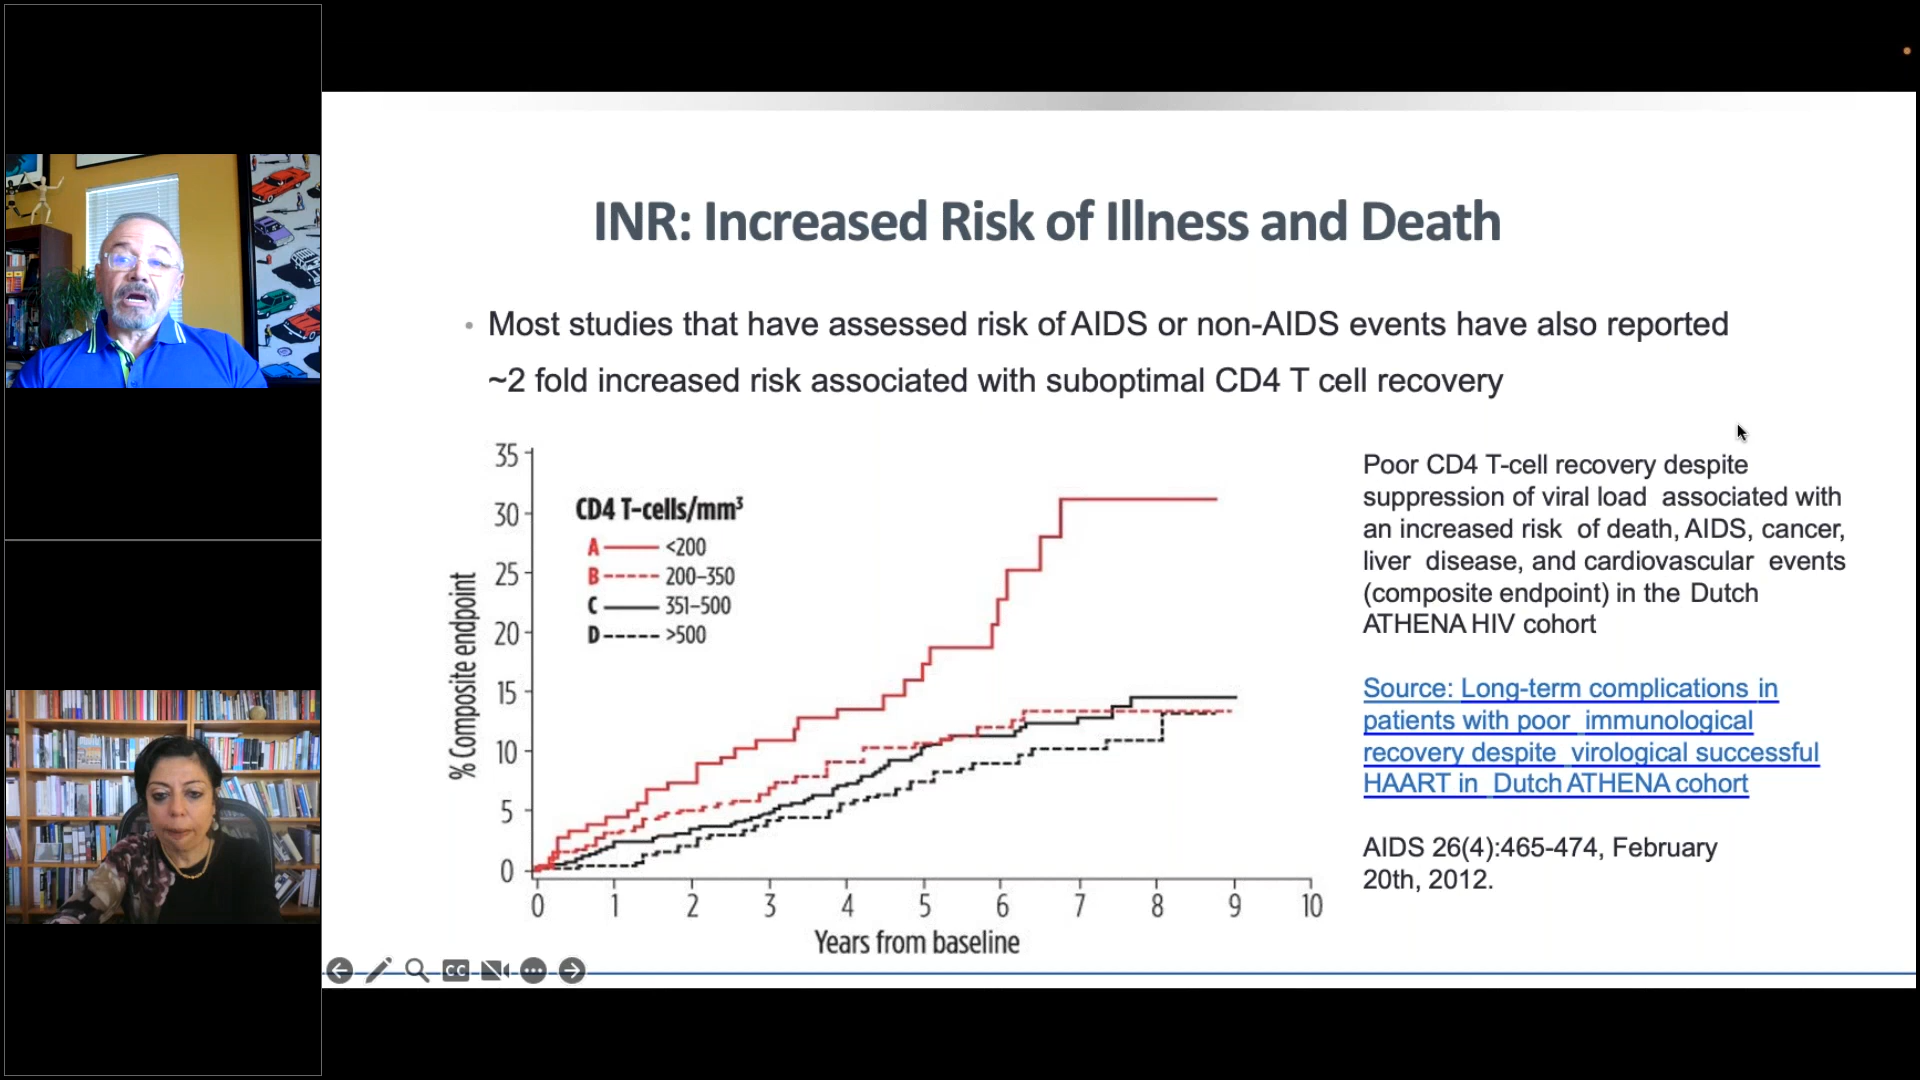 INR: Increased Risk of Illness and Death
• Most studies that have assessed risk of AIDS or non-AIDS events have also reported
~2 fold increased risk associated with suboptimal CD4 T cell recovery
% Composite endpoint
35
30
25
20
15
10
5
0
CD4 T-cells/mm³
A <200
B 200–350
C 351–500
D >500
0 1 2 3 4 5 6 7 8 9 10
Years from baseline
Poor CD4 T-cell recovery despite
suppression of viral load associated with
an increased risk of death, AIDS, cancer,
liver disease, and cardiovascular events
(composite endpoint) in the Dutch
ATHENA HIV cohort
Source: Long-term complications in
patients with poor immunological
recovery despite virological successful
HAART in Dutch ATHENA cohort
AIDS 26(4):465-474, February
20th, 2012.
CC